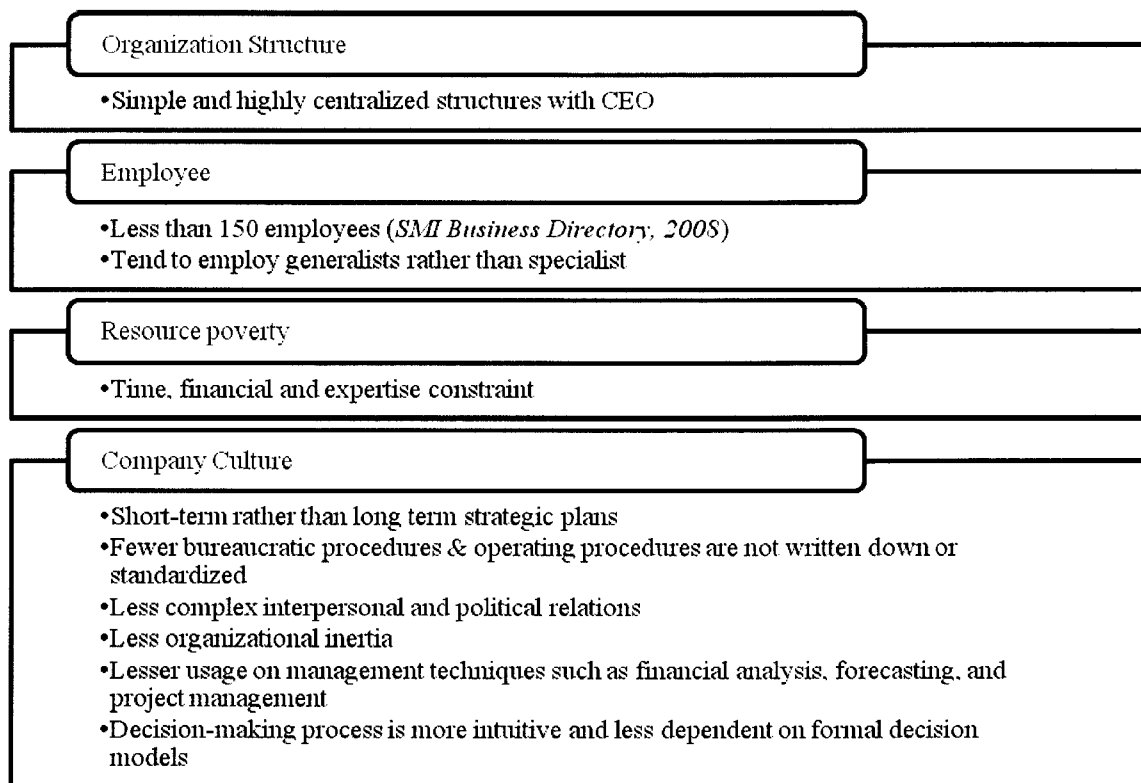 Organization Structure
•Simple and highly centralized structures with CEO
Employee
•Less than 150 employees (SMI Business Directory, 2008)
•Tend to employ generalists rather than specialist
Resource poverty
•Time, financial and expertise constraint
Company Culture
•Short-term rather than long term strategic plans
•Fewer bureaucratic procedures & operating procedures are not written down or
standardized
•Less complex interpersonal and political relations
•Less organizational inertia
•Lesser usage on management techniques such as financial analysis, forecasting, and
project management
•Decision-making process is more intuitive and less dependent on formal decision
models